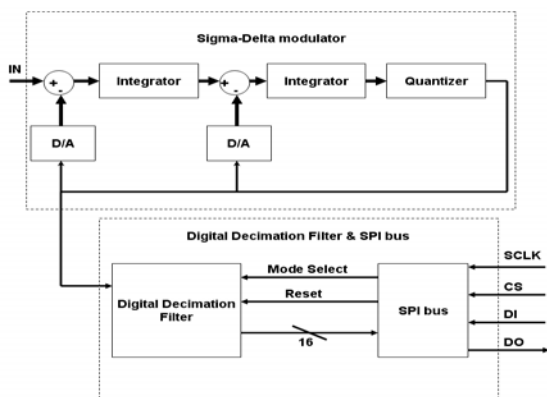 Sigma-Delta modulator
IN
+
-
Integrator
+
-
Integrator
Quantizer
D/A
D/A
Digital Decimation Filter & SPI bus
Digital Decimation
Filter
Mode Select
Reset
16
SPI bus
SCLK
CS
DI
DO